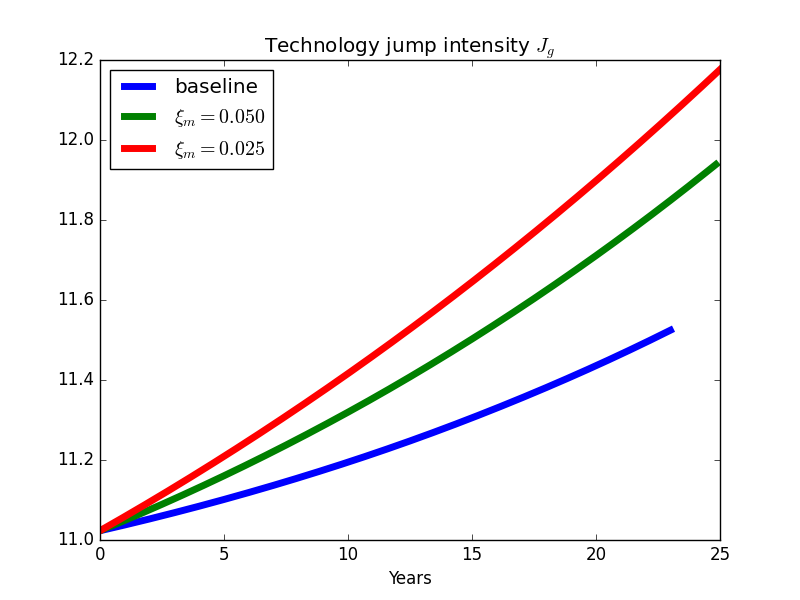 Technology jump intensity J_g
12.2
12.0
11.8
11.6
11.4
11.2
11.0
baseline
ξ_m = 0.050
ξ_m = 0.025
0 5 10 15 20 25
Years